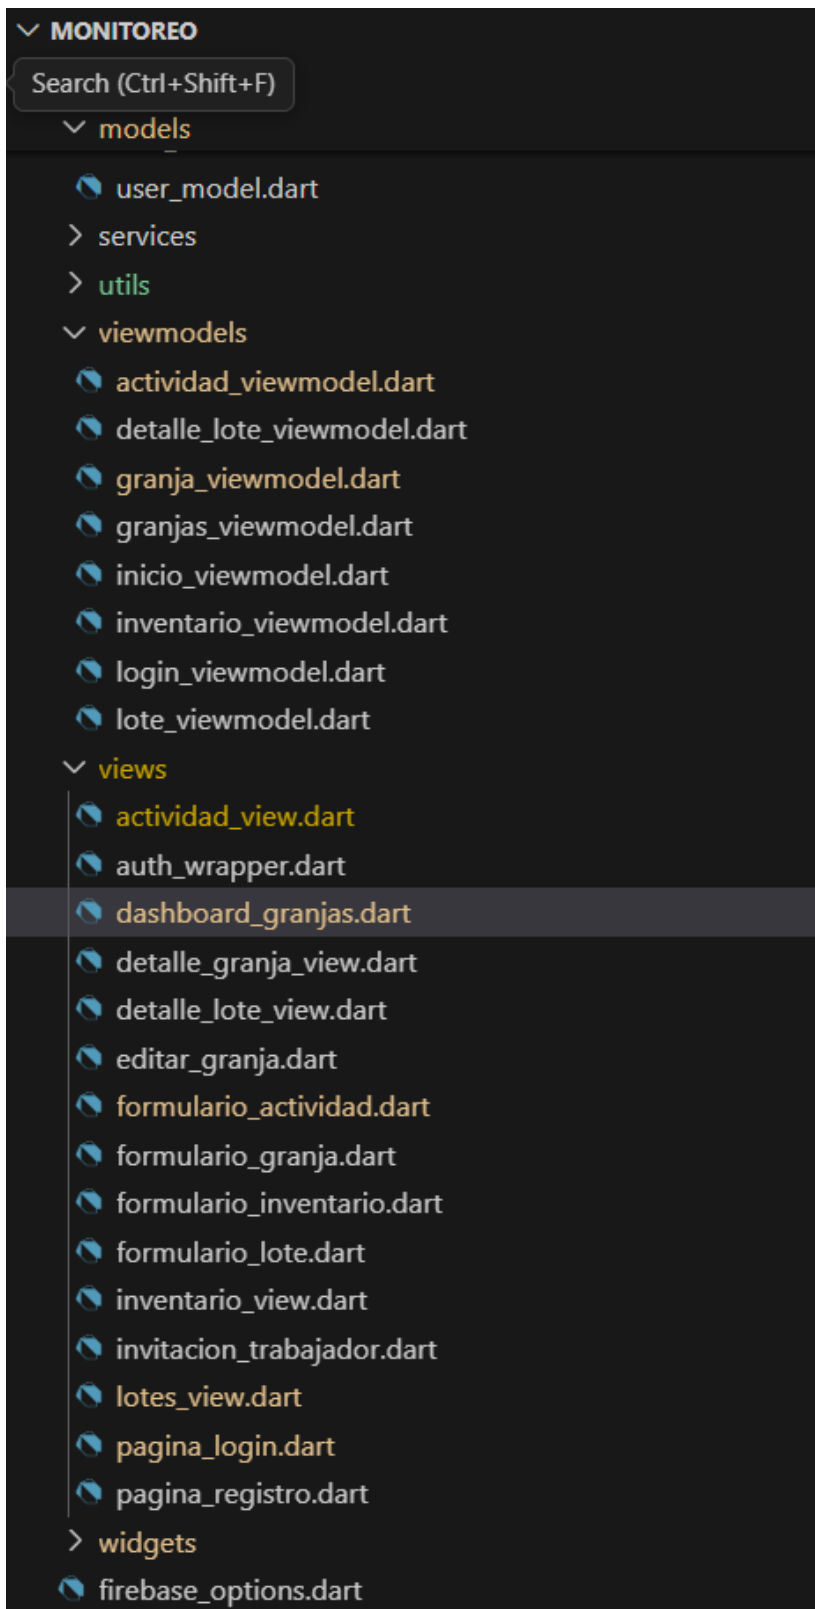 MONITOREO
Search (Ctrl+Shift+F)
models
user_model.dart
services
utils
viewmodels
actividad_viewmodel.dart
detalle_lote_viewmodel.dart
granja_viewmodel.dart
granjas_viewmodel.dart
inicio_viewmodel.dart
inventario_viewmodel.dart
login_viewmodel.dart
lote_viewmodel.dart
views
actividad_view.dart
auth_wrapper.dart
dashboard_granjas.dart
detalle_granja_view.dart
detalle_lote_view.dart
editar_granja.dart
formulario_actividad.dart
formulario_granja.dart
formulario_inventario.dart
formulario_lote.dart
inventario_view.dart
invitacion_trabajador.dart
lotes_view.dart
pagina_login.dart
pagina_registro.dart
widgets
firebase_options.dart